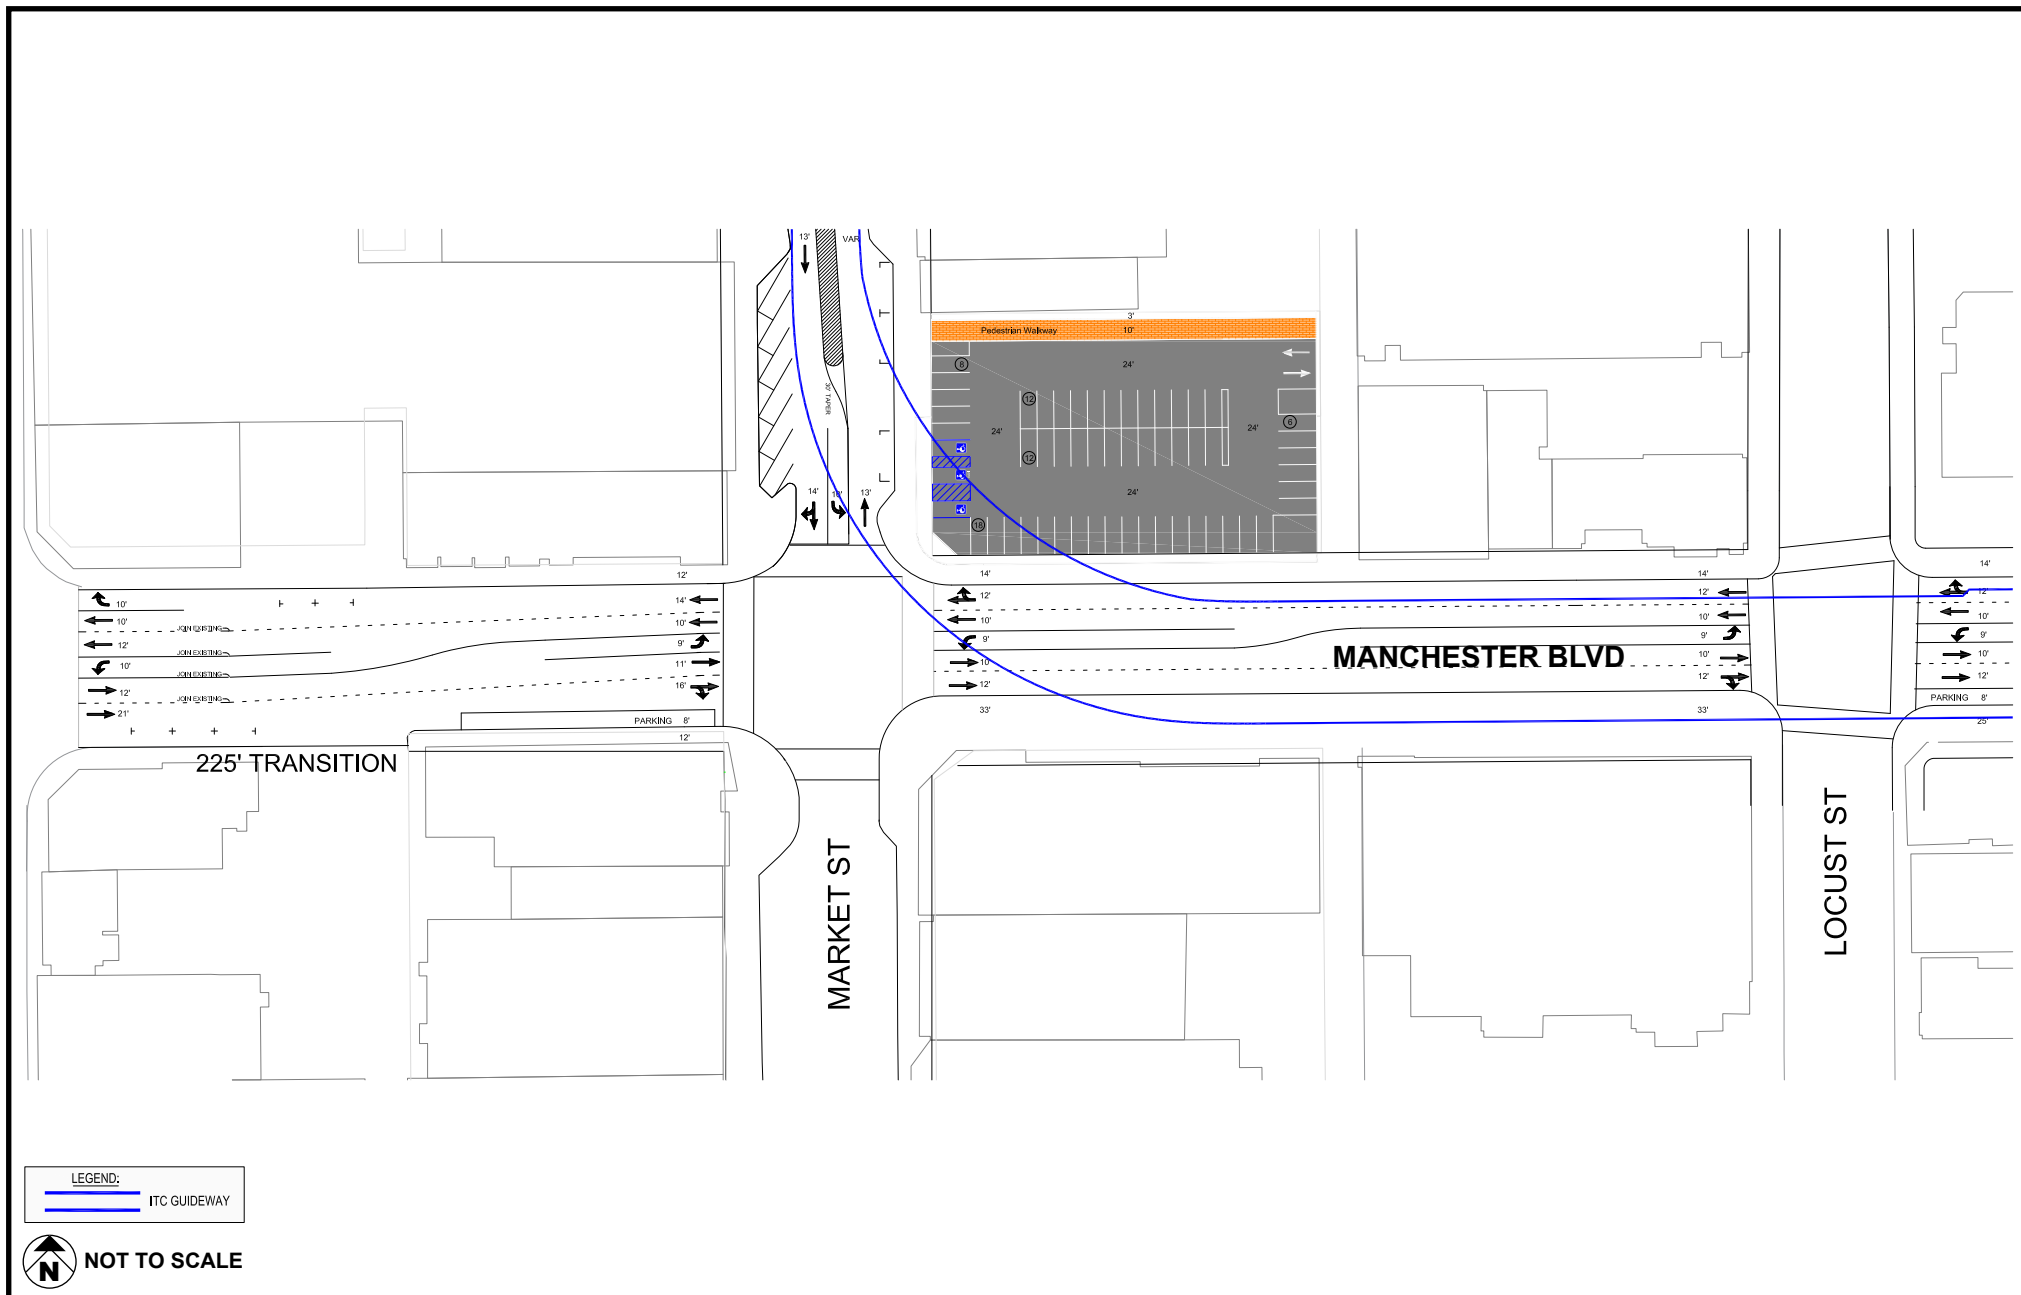 13'
VAR
3'
Pedestrian Walkway 10'
8
24'
30' TAPER
12
24'
24'
6
12
14'
10'
13'
24'
18
12'
14'
14'
14'
10'
14'
12'
12'
12'
10'
JOIN EXISTING
10'
10'
10'
10'
12'
JOIN EXISTING
9'
9'
9'
9'
10'
JOIN EXISTING
11'
10'
MANCHESTER BLVD
10'
10'
12'
JOIN EXISTING
16'
12'
12'
12'
21'
PARKING 8'
PARKING 8'
12'
33'
33'
25'
225' TRANSITION
MARKET ST
LOCUST ST
LEGEND:
ITC GUIDEWAY
N
NOT TO SCALE